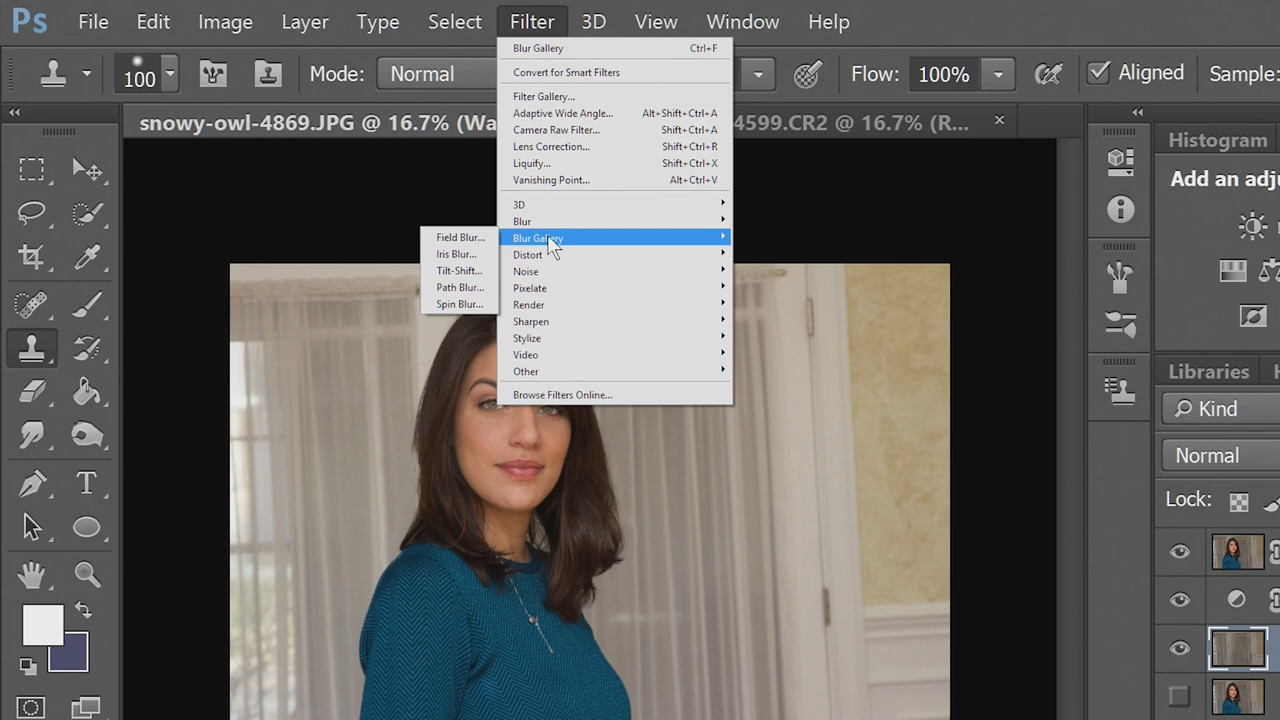 Ps File Edit Image Layer Type Select Filter 3D View Window Help
100 Mode: Normal Flow: 100% Aligned Sample:
snowy-owl-4869.JPG @ 16.7% (Wa 4599.CR2 @ 16.7% (R... ×
Blur Gallery Ctrl+F
Convert for Smart Filters
Filter Gallery...
Adaptive Wide Angle... Alt+Shift+Ctrl+A
Camera Raw Filter... Shift+Ctrl+A
Lens Correction... Shift+Ctrl+R
Liquify... Shift+Ctrl+X
Vanishing Point... Alt+Ctrl+V
3D
Blur
Blur Gallery
Distort
Noise
Pixelate
Render
Sharpen
Stylize
Video
Other
Browse Filters Online...
Field Blur...
Iris Blur...
Tilt-Shift...
Path Blur...
Spin Blur...
Histogram
Add an adj
Libraries
Kind
Normal
Lock: